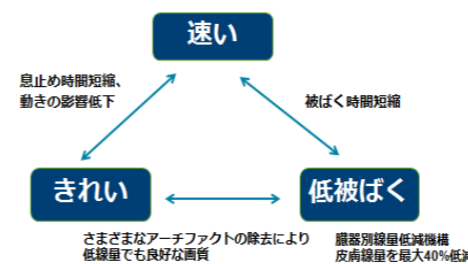 速い
息止め時間短縮、
動きの影響低下
被ばく時間短縮
きれい
低被ばく
さまざまなアーチファクトの除去により
低線量でも良好な画質
臓器別線量低減機構
皮膚線量を最大40%低減